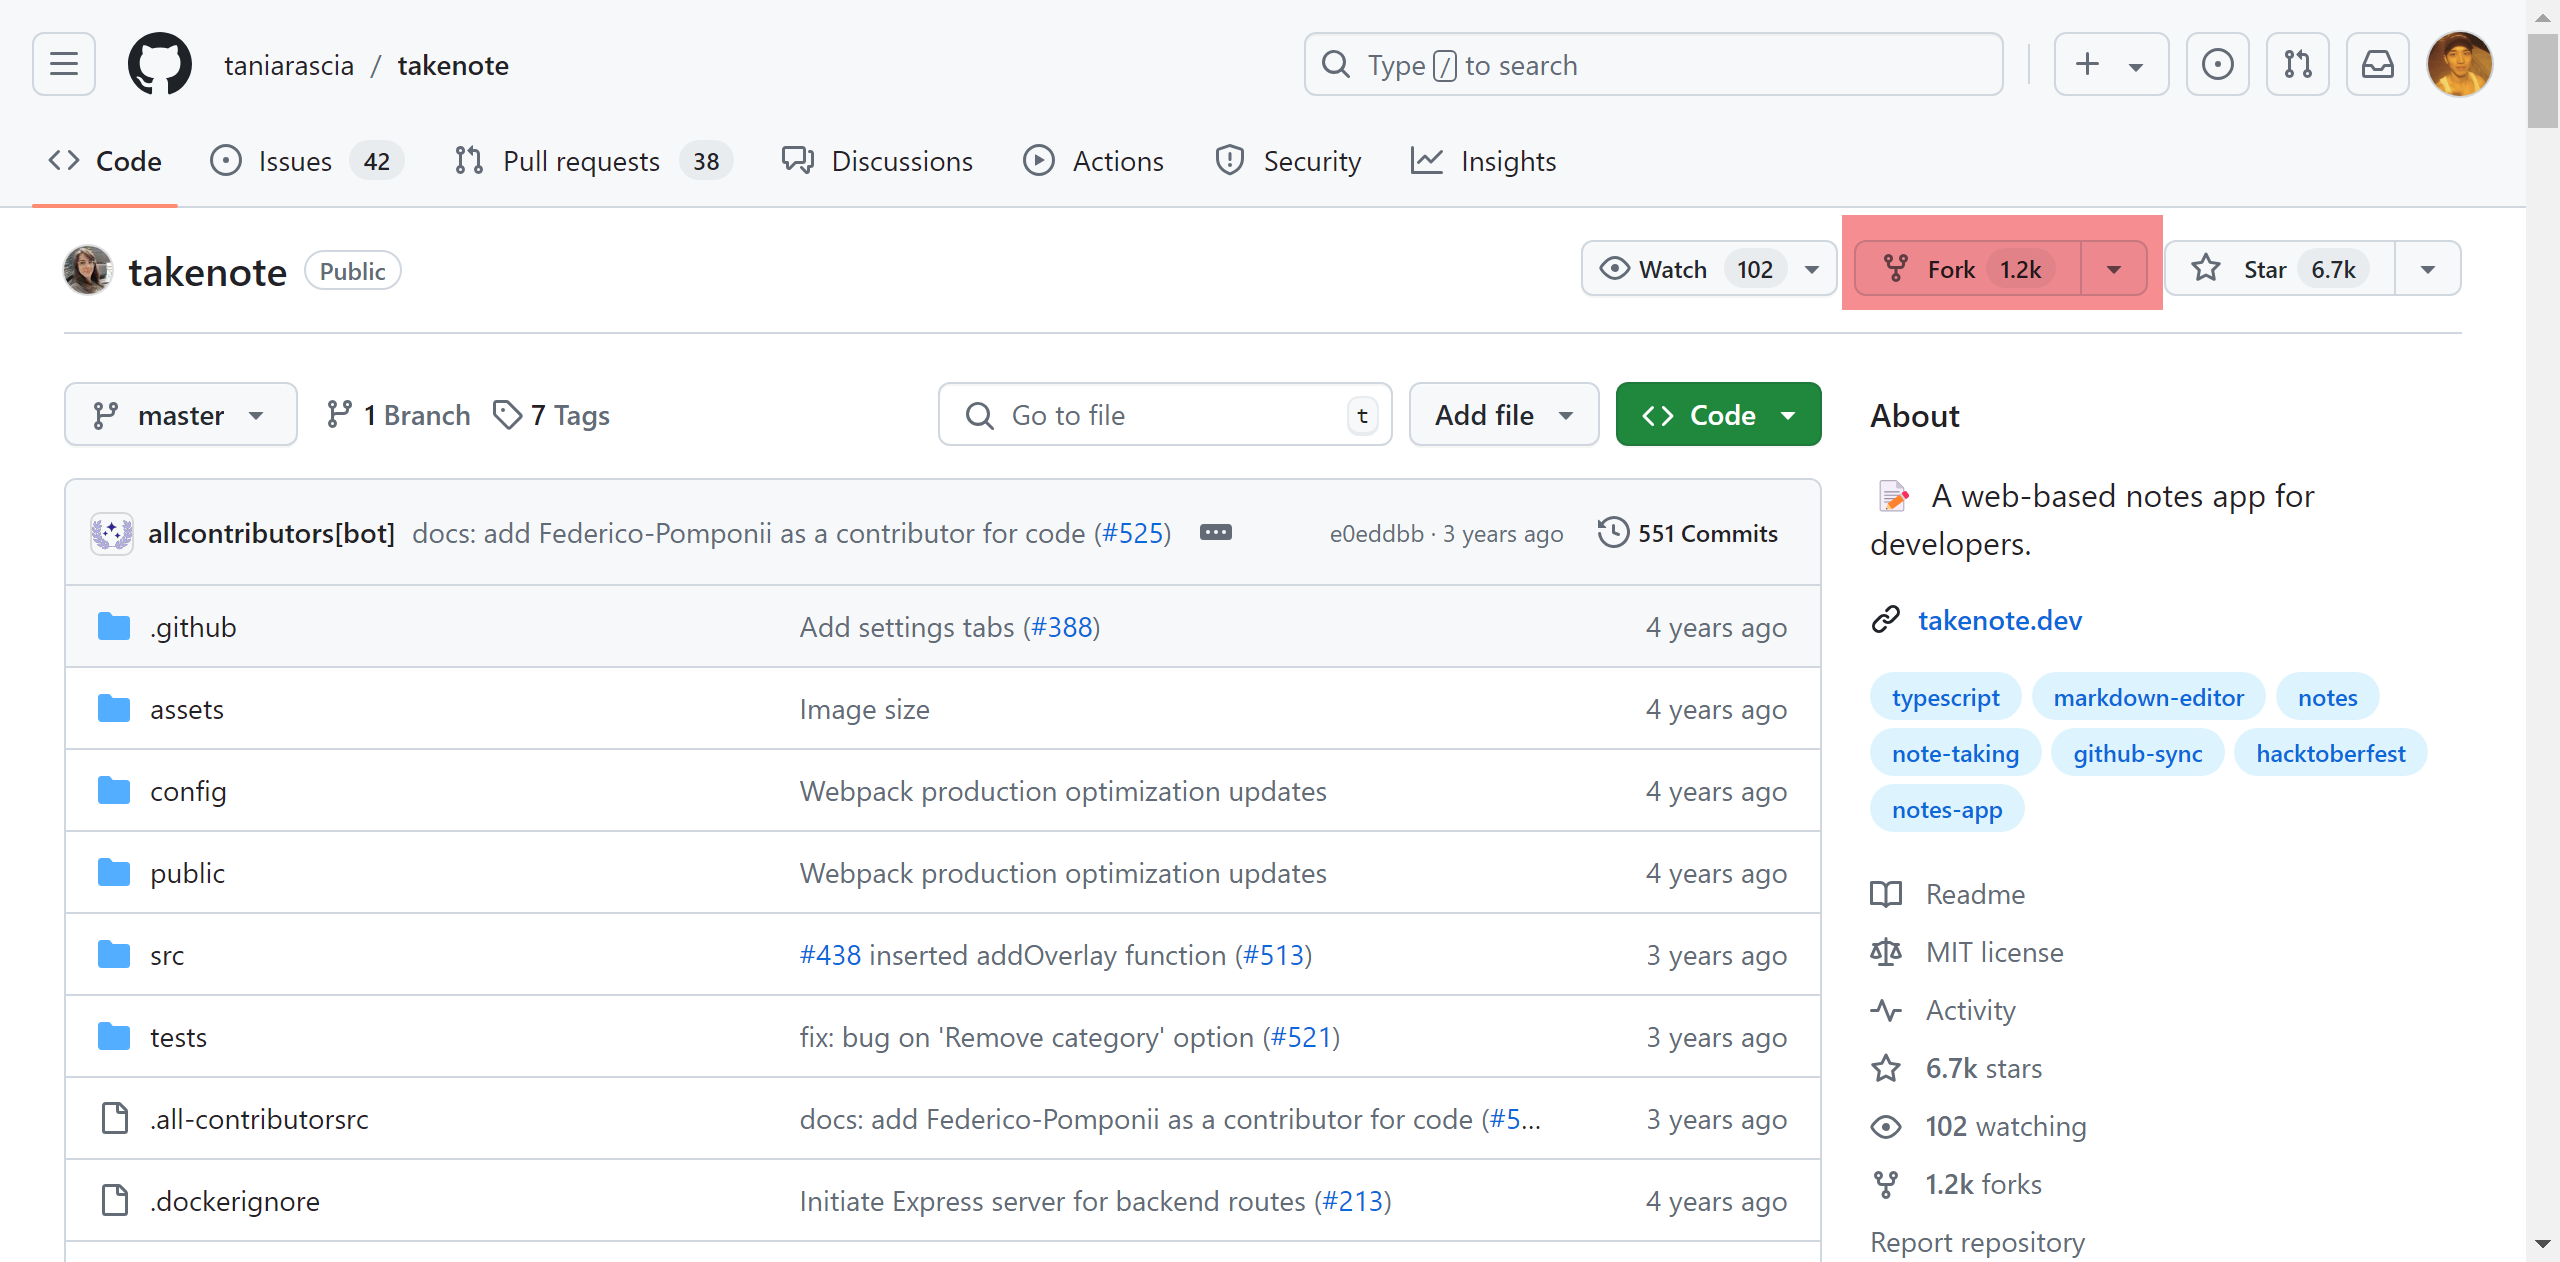 taniarascia / takenote
Type / to search
Code
Issues 42
Pull requests 38
Discussions
Actions
Security
Insights
takenote Public
Watch 102
Fork 1.2k
Star 6.7k
master
1 Branch
7 Tags
Go to file t
Add file
Code
allcontributors[bot] docs: add Federico-Pomponii as a contributor for code (#525) e0eddbb · 3 years ago 551 Commits
.github Add settings tabs (#388) 4 years ago
assets Image size 4 years ago
config Webpack production optimization updates 4 years ago
public Webpack production optimization updates 4 years ago
src #438 inserted addOverlay function (#513) 3 years ago
tests fix: bug on 'Remove category' option (#521) 3 years ago
.all-contributorsrc docs: add Federico-Pomponii as a contributor for code (#5... 3 years ago
.dockerignore Initiate Express server for backend routes (#213) 4 years ago
About
A web-based notes app for
developers.
takenote.dev
typescript markdown-editor notes
note-taking github-sync hacktoberfest
notes-app
Readme
MIT license
Activity
6.7k stars
102 watching
1.2k forks
Report repository